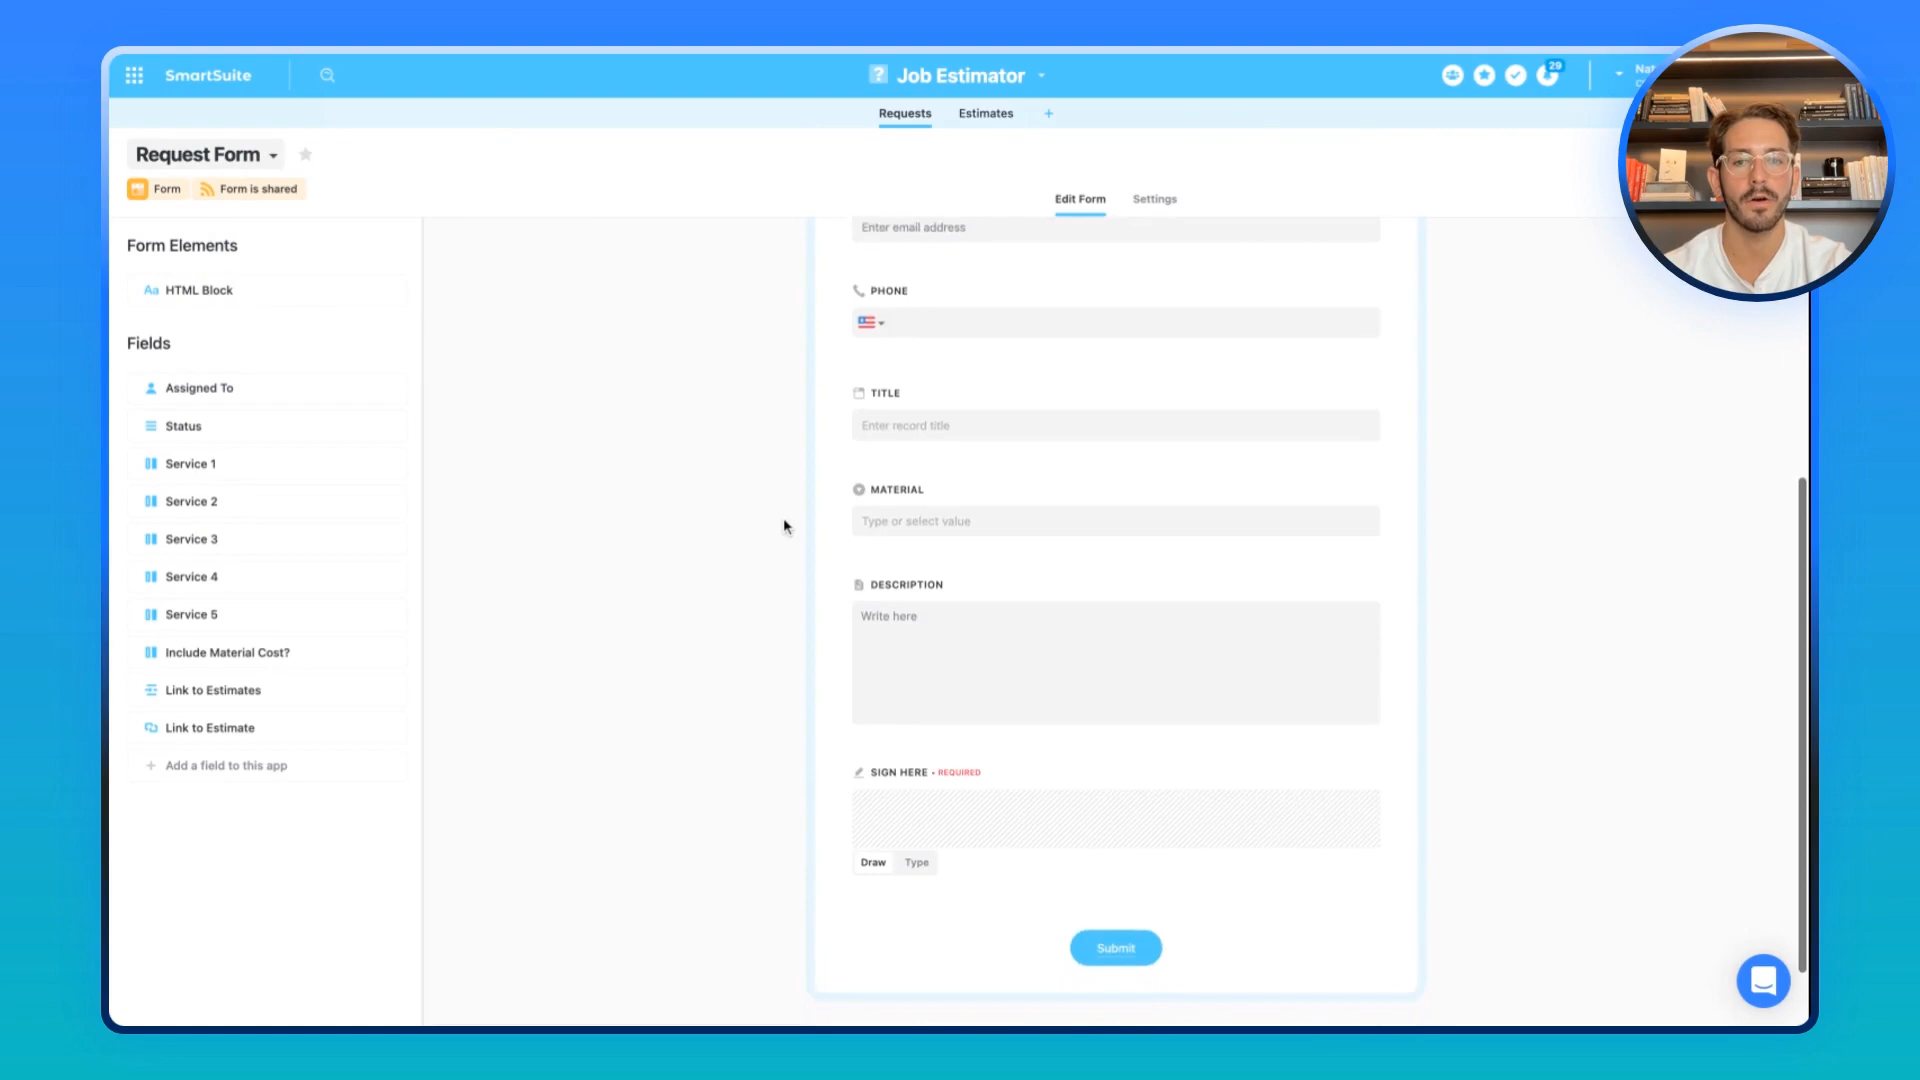 SmartSuite
Job Estimator
29
Requests
Estimates
Request Form
Form
Form is shared
Edit Form
Settings
Form Elements
Aa HTML Block
Fields
Assigned To
Status
Service 1
Service 2
Service 3
Service 4
Service 5
Include Material Cost?
Link to Estimates
Link to Estimate
+ Add a field to this app
Enter email address
PHONE
TITLE
Enter record title
MATERIAL
Type or select value
DESCRIPTION
Write here
SIGN HERE • REQUIRED
Draw
Type
Submit